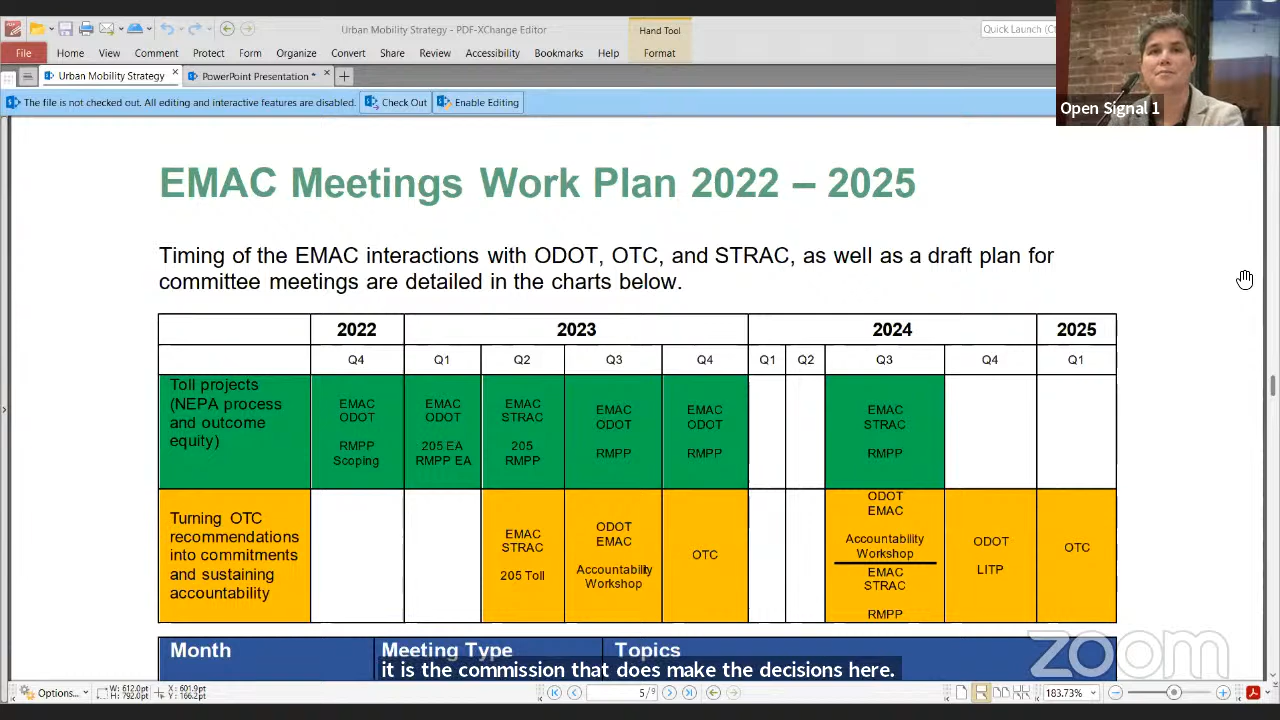 Urban Mobility Strategy - PDF-XChange Editor
Hand Tool
File Home View Comment Protect Form Organize Convert Share Review Accessibility Bookmarks Help Format
Urban Mobility Strategy PowerPoint Presentation *
The file is not checked out. All editing and interactive features are disabled. Check Out Enable Editing
Open Signal 1
EMAC Meetings Work Plan 2022 – 2025
Timing of the EMAC interactions with ODOT, OTC, and STRAC, as well as a draft plan for
committee meetings are detailed in the charts below.
2022 2023 2024 2025
Q4 Q1 Q2 Q3 Q4 Q1 Q2 Q3 Q4 Q1
Toll projects
(NEPA process
and outcome
equity)
EMAC
ODOT
RMPP
Scoping
EMAC
ODOT
205 EA
RMPP EA
EMAC
STRAC
205
RMPP
EMAC
ODOT
RMPP
EMAC
ODOT
RMPP
EMAC
STRAC
RMPP
Turning OTC
recommendations
into commitments
and sustaining
accountability
EMAC
STRAC
205 Toll
ODOT
EMAC
Accountability
Workshop
OTC
ODOT
EMAC
Accountability
Workshop
EMAC
STRAC
RMPP
ODOT
LITP
OTC
Month Meeting Type Topics
it is the commission that does make the decisions here.
zoom
Options... W: 612.0pt X: 601.9pt 5 / 9 183.73%
H: 792.0pt Y: 166.2pt